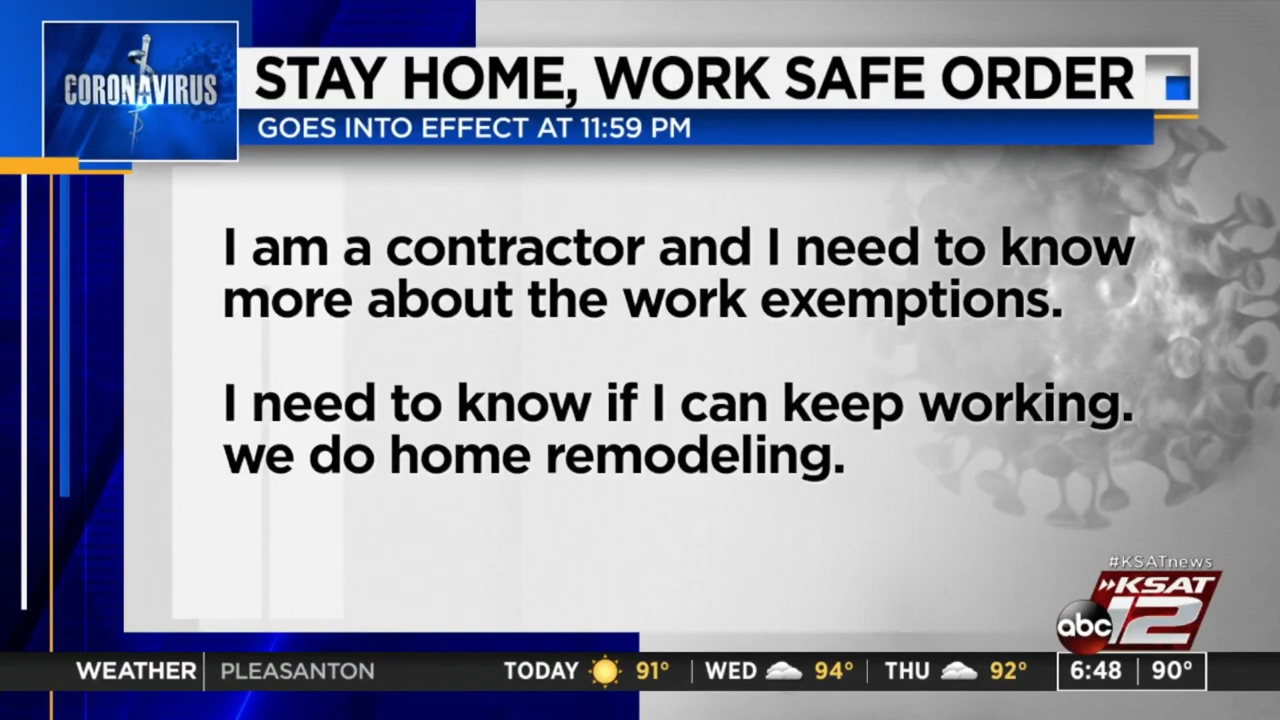 CORONAVIRUS
STAY HOME, WORK SAFE ORDER
GOES INTO EFFECT AT 11:59 PM
I am a contractor and I need to know
more about the work exemptions.
I need to know if I can keep working.
we do home remodeling.
#KSATnews
KSAT
abc 12
WEATHER PLEASANTON TODAY 91° WED 94° THU 92° 6:48 90°